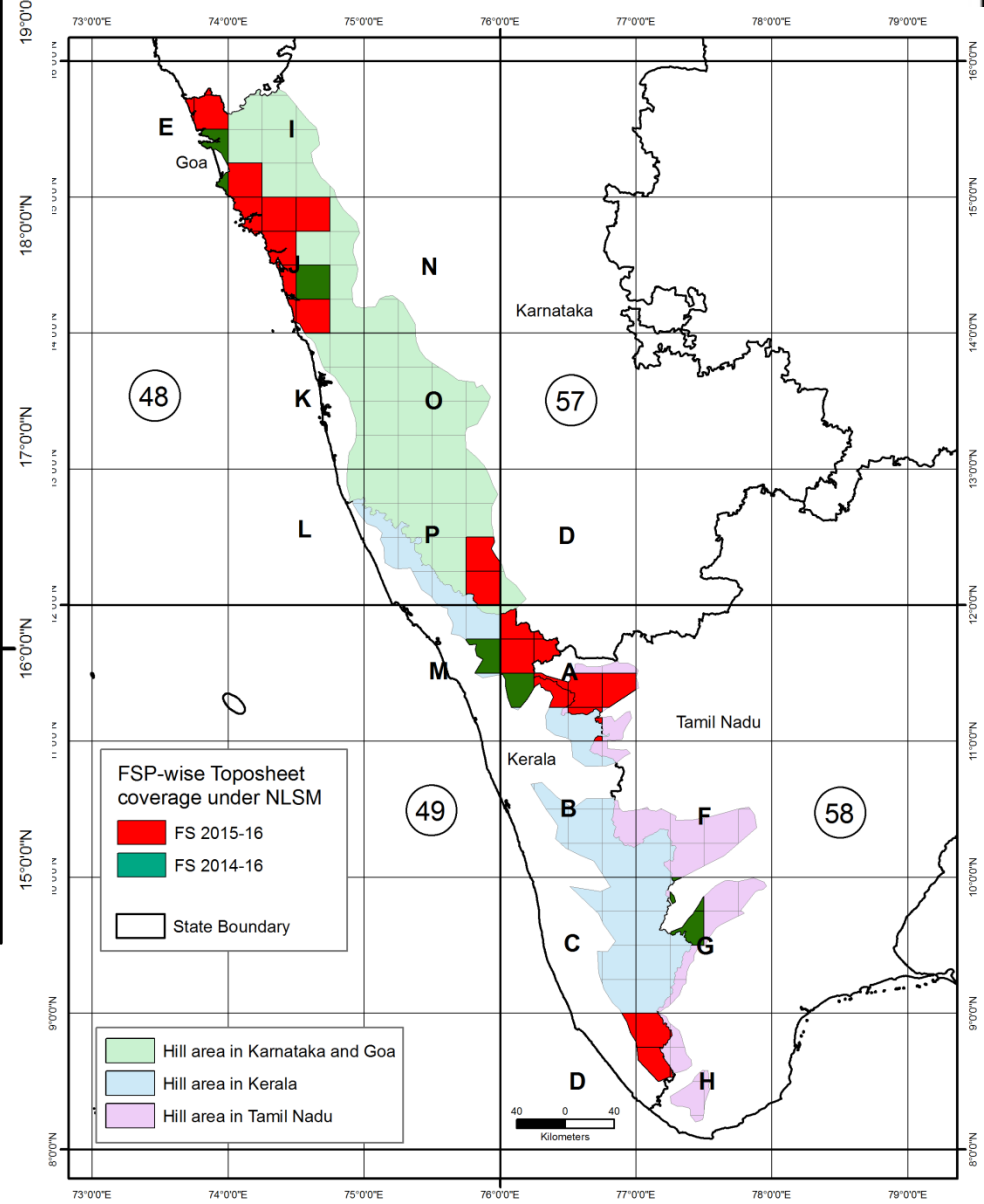 73°0'0"E 74°0'0"E 75°0'0"E 76°0'0"E 77°0'0"E 78°0'0"E 79°0'0"E
16°0'0"N
E
I
Goa
15°0'0"N
18°0'0"N
J
N
Karnataka
14°0'0"N
48
K
O
57
17°0'0"N
13°0'0"N
L
P
D
12°0'0"N
16°0'0"N
M
A
Tamil Nadu
11°0'0"N
Kerala
FSP-wise Toposheet
coverage under NLSM
FS 2015-16
FS 2014-16
State Boundary
49
B
F
58
15°0'0"N
10°0'0"N
C
G
9°0'0"N
9°0'0"N
Hill area in Karnataka and Goa
Hill area in Kerala
Hill area in Tamil Nadu
D
H
40 0 40
Kilometers
8°0'0"N
8°0'0"N
73°0'0"E 74°0'0"E 75°0'0"E 76°0'0"E 77°0'0"E 78°0'0"E 79°0'0"E